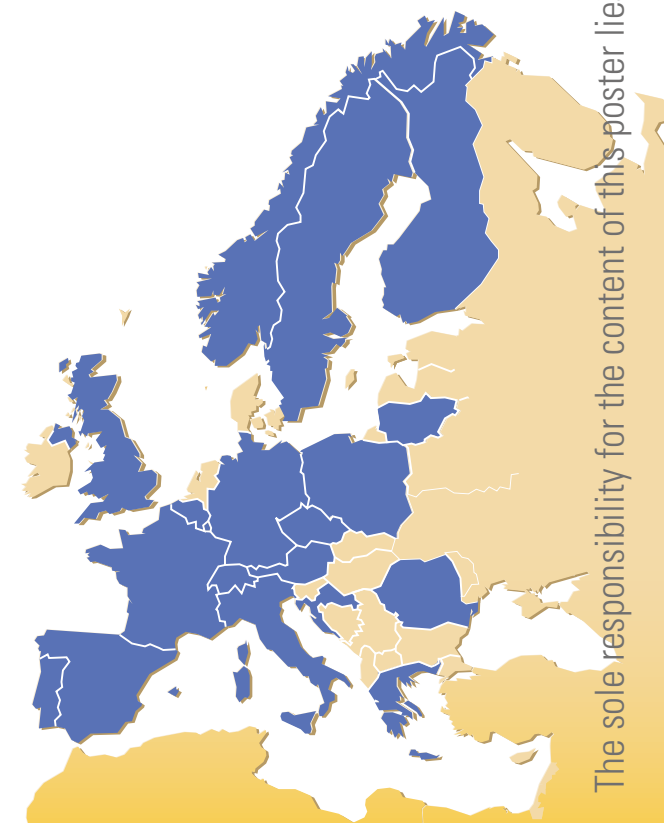 The sole responsibility for the content of this poster lie